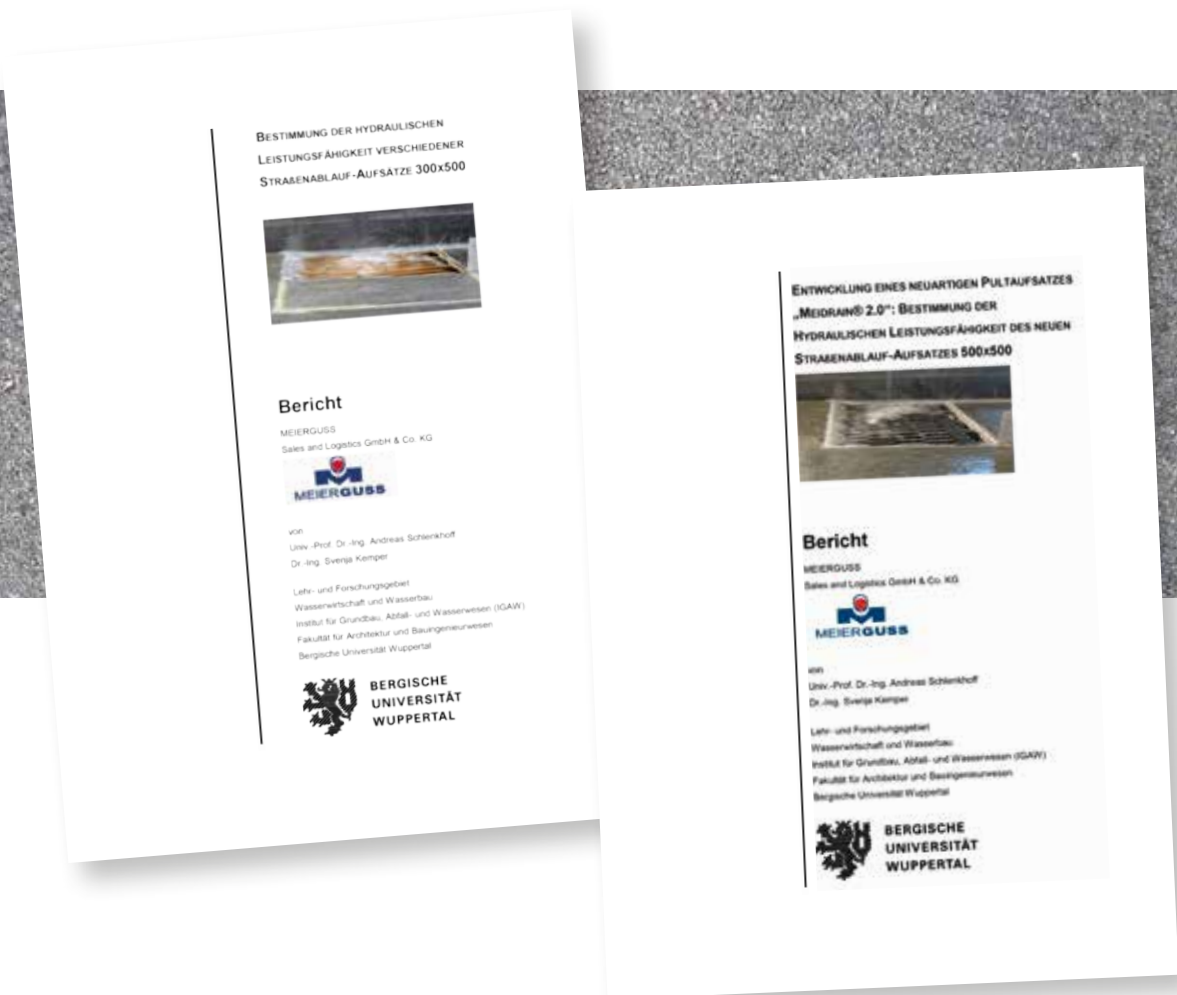 BESTIMMUNG DER HYDRAULISCHEN
LEISTUNGSFÄHIGKEIT VERSCHIEDENER
STRAßENABLAUF-AUFSÄTZE 300x500
Bericht
MEIERGUSS
Sales and Logistics GmbH & Co. KG
MEIERGUSS
von
Univ.-Prof. Dr.-Ing. Andreas Schlenkhoff
Dr.-Ing. Svenja Kemper
Lehr- und Forschungsgebiet
Wasserwirtschaft und Wasserbau
Institut für Grundbau, Abfall- und Wasserwesen (IGAW)
Fakultät für Architektur und Bauingenieurwesen
Bergische Universität Wuppertal
BERGISCHE
UNIVERSITÄT
WUPPERTAL
ENTWICKLUNG EINES NEUARTIGEN PULTAUFSATZES
„MEIDRAIN® 2.0“: BESTIMMUNG DER
HYDRAULISCHEN LEISTUNGSFÄHIGKEIT DES NEUEN
STRAßENABLAUF-AUFSATZES 500x500
Bericht
MEIERGUSS
Sales and Logistics GmbH & Co. KG
MEIERGUSS
von
Univ.-Prof. Dr.-Ing. Andreas Schlenkhoff
Dr.-Ing. Svenja Kemper
Lehr- und Forschungsgebiet
Wasserwirtschaft und Wasserbau
Institut für Grundbau, Abfall- und Wasserwesen (IGAW)
Fakultät für Architektur und Bauingenieurwesen
Bergische Universität Wuppertal
BERGISCHE
UNIVERSITÄT
WUPPERTAL